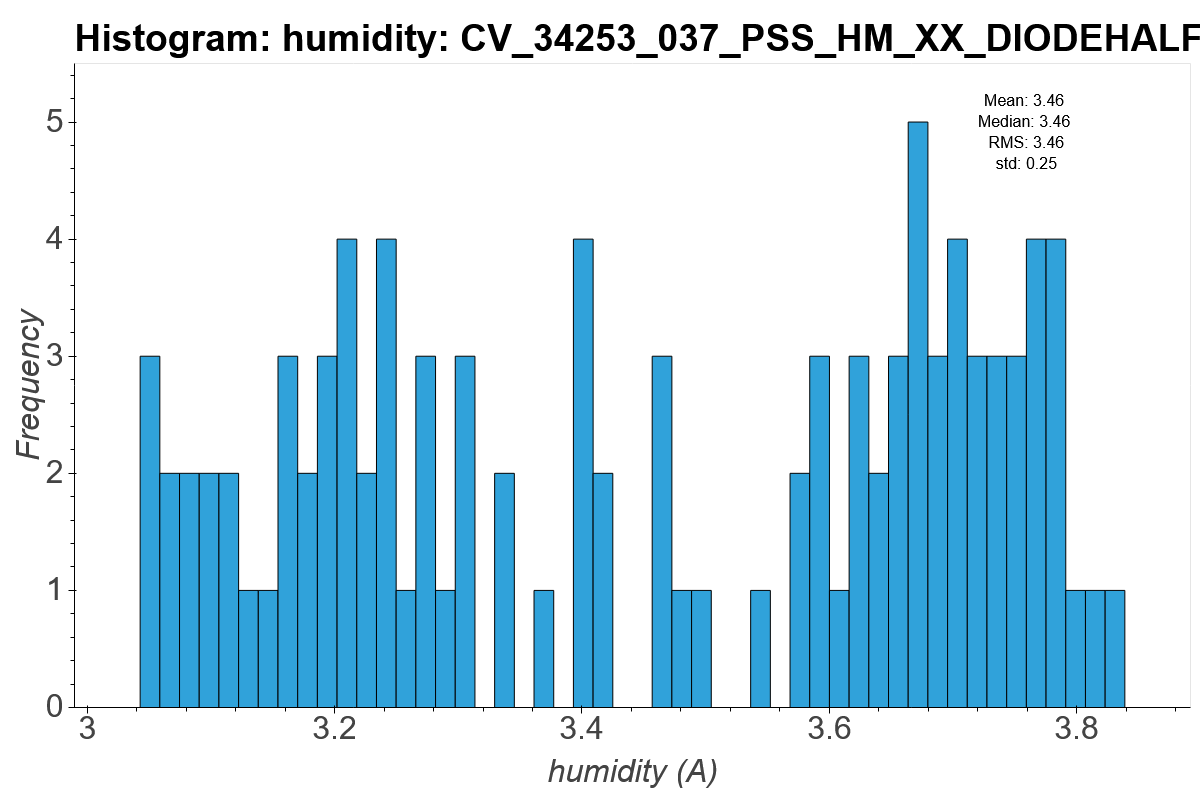 Histogram: humidity: CV_34253_037_PSS_HM_XX_DIODEHALF
Mean: 3.46
Median: 3.46
RMS: 3.46
std: 0.25
Frequency
5
4
3
2
1
0
3 3.2 3.4 3.6 3.8
humidity (A)